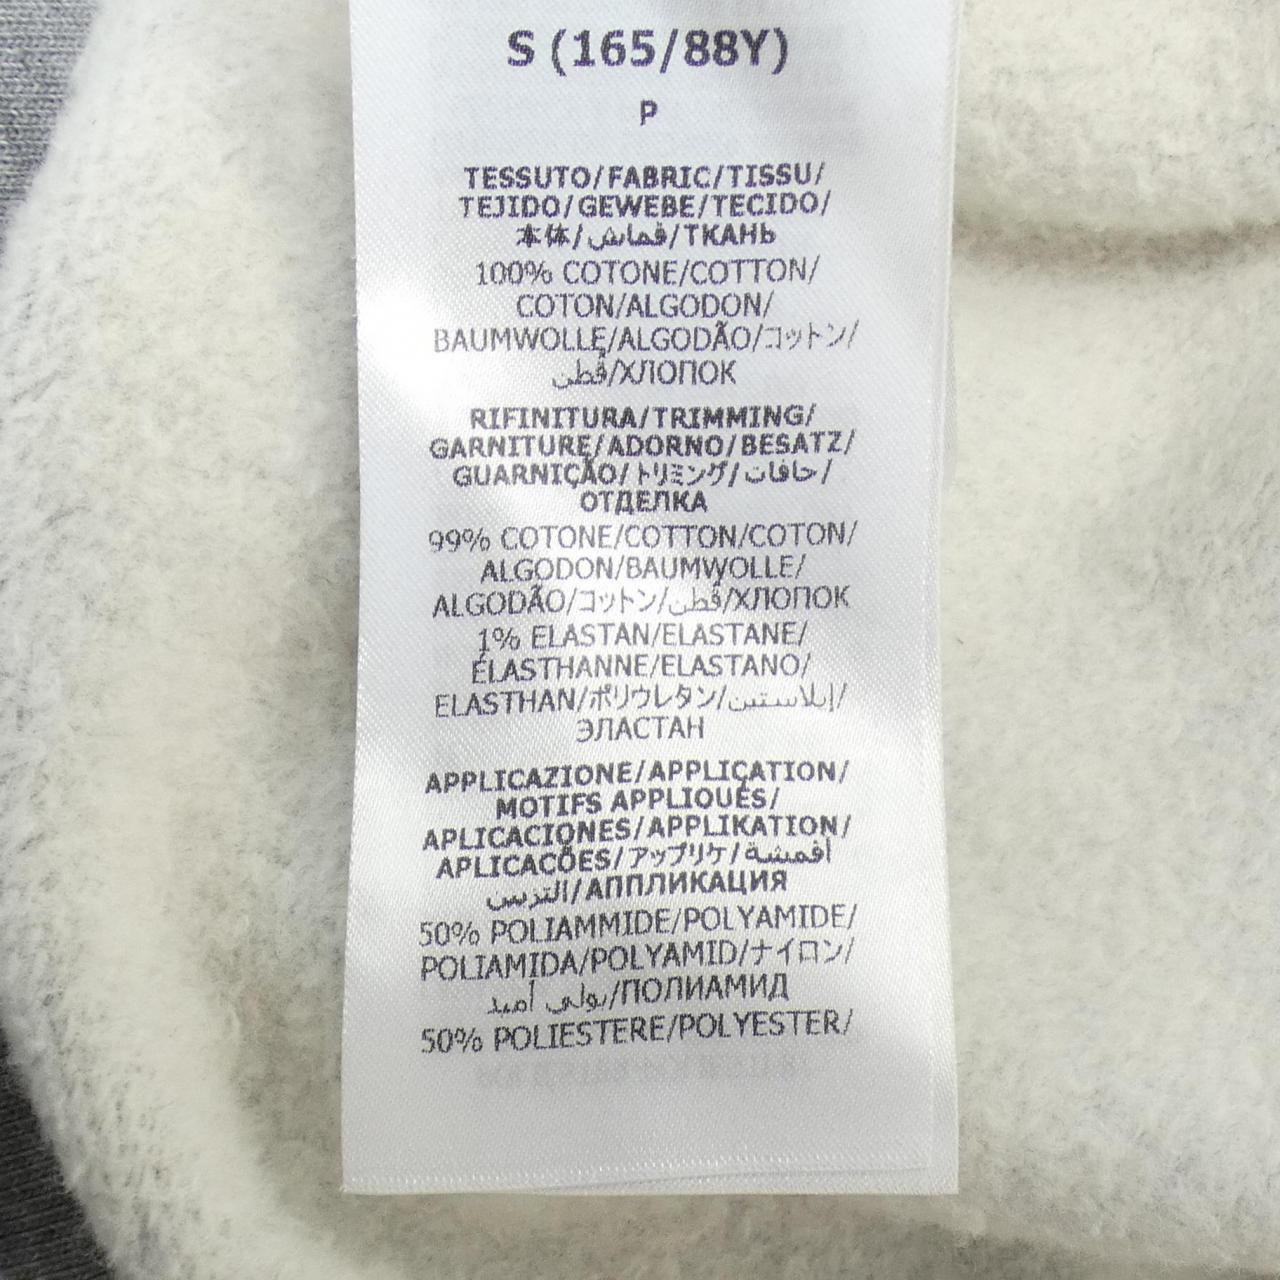 S (165/88Y)
P
TESSUTO/FABRIC/TISSU/
TEJIDO/GEWEBE/TECIDO/
本体/قماش/ТКАНЬ
100% COTONE/COTTON/
COTON/ALGODON/
BAUMWOLLE/ALGODÃO/コットン/
قطن/ХЛОПОК
RIFINITURA/TRIMMING/
GARNITURE/ADORNO/BESATZ/
GUARNIÇÃO/トリミング/حافات/
ОТДЕЛКА
99% COTONE/COTTON/COTON/
ALGODON/BAUMWOLLE/
ALGODÃO/コットン/قطن/ХЛОПОК
1% ELASTAN/ELASTANE/
ÉLASTHANNE/ELASTANO/
ELASTHAN/ポリウレタン/إيلاستين/
ЭЛАСТАН
APPLICAZIONE/APPLICATION/
MOTIFS APPLIQUÉS/
APLICACIONES/APPLIKATION/
APLICACÕES/アップリケ/أقمشة
التزيين/АППЛИКАЦИЯ
50% POLIAMMIDE/POLYAMIDE/
POLIAMIDA/POLYAMID/ナイロン/
بولي أميد/ПОЛИАМИД
50% POLIESTERE/POLYESTER/